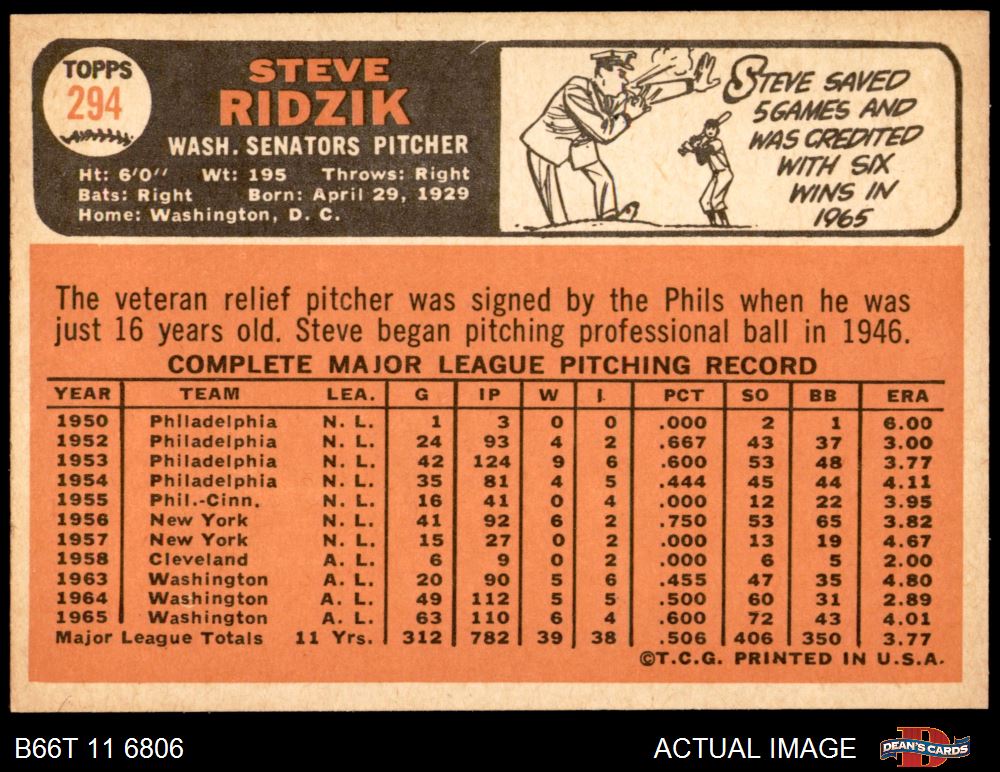 TOPPS
294
STEVE
RIDZIK
WASH. SENATORS PITCHER
Ht: 6'0" Wt: 195 Throws: Right
Bats: Right Born: April 29, 1929
Home: Washington, D. C.
STEVE SAVED
5 GAMES AND
WAS CREDITED
WITH SIX
WINS IN
1965
The veteran relief pitcher was signed by the Phils when he was
just 16 years old. Steve began pitching professional ball in 1946.
COMPLETE MAJOR LEAGUE PITCHING RECORD
YEAR TEAM LEA. G IP W L PCT SO BB ERA
1950 Philadelphia N. L. 1 3 0 0 .000 2 1 6.00
1952 Philadelphia N. L. 24 93 4 2 .667 43 37 3.00
1953 Philadelphia N. L. 42 124 9 6 .600 53 48 3.77
1954 Philadelphia N. L. 35 81 4 5 .444 45 44 4.11
1955 Phil.-Cinn. N. L. 16 41 0 4 .000 12 22 3.95
1956 New York N. L. 41 92 6 2 .750 53 65 3.82
1957 New York N. L. 15 27 0 2 .000 13 19 4.67
1958 Cleveland A. L. 6 9 0 2 .000 6 5 2.00
1963 Washington A. L. 20 90 5 6 .455 47 35 4.80
1964 Washington A. L. 49 112 5 5 .500 60 31 2.89
1965 Washington A. L. 63 110 6 4 .600 72 43 4.01
Major League Totals 11 Yrs. 312 782 39 38 .506 406 350 3.77
©T.C.G. PRINTED IN U.S.A.
B66T 11 6806
ACTUAL IMAGE
DEAN'S CARDS